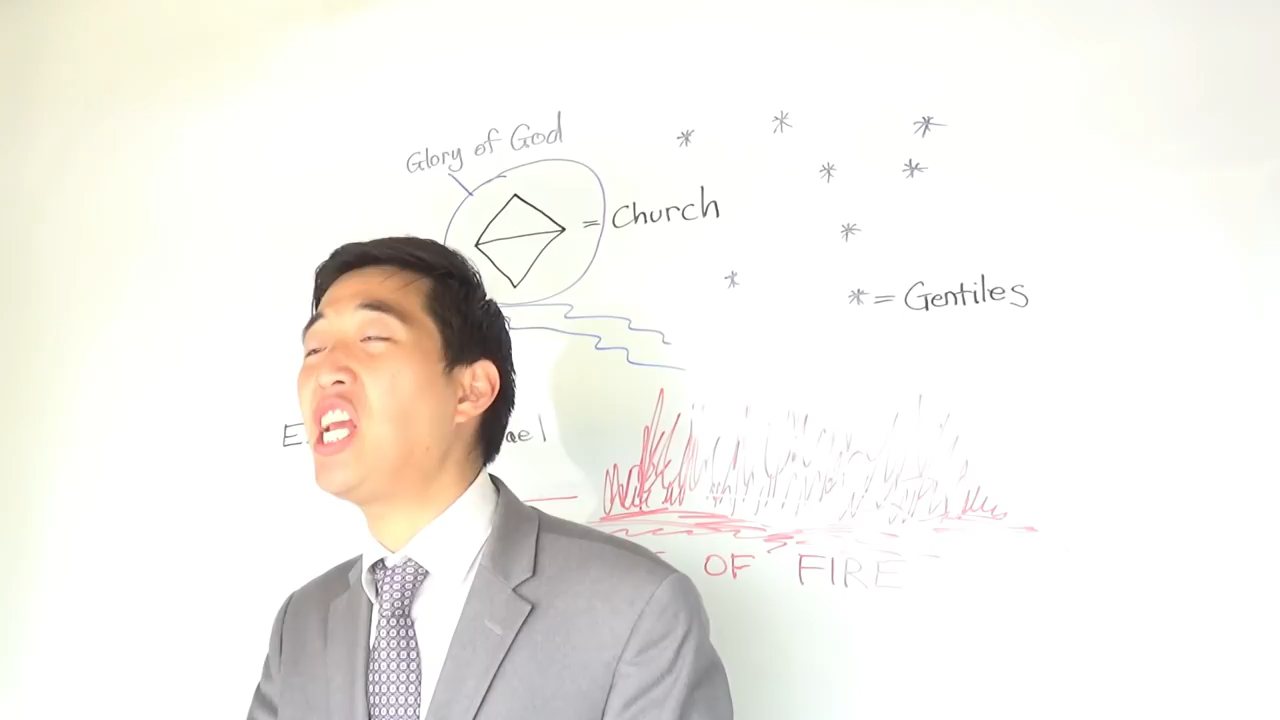 Glory of God
= Church
* = Gentiles
OF FIRE